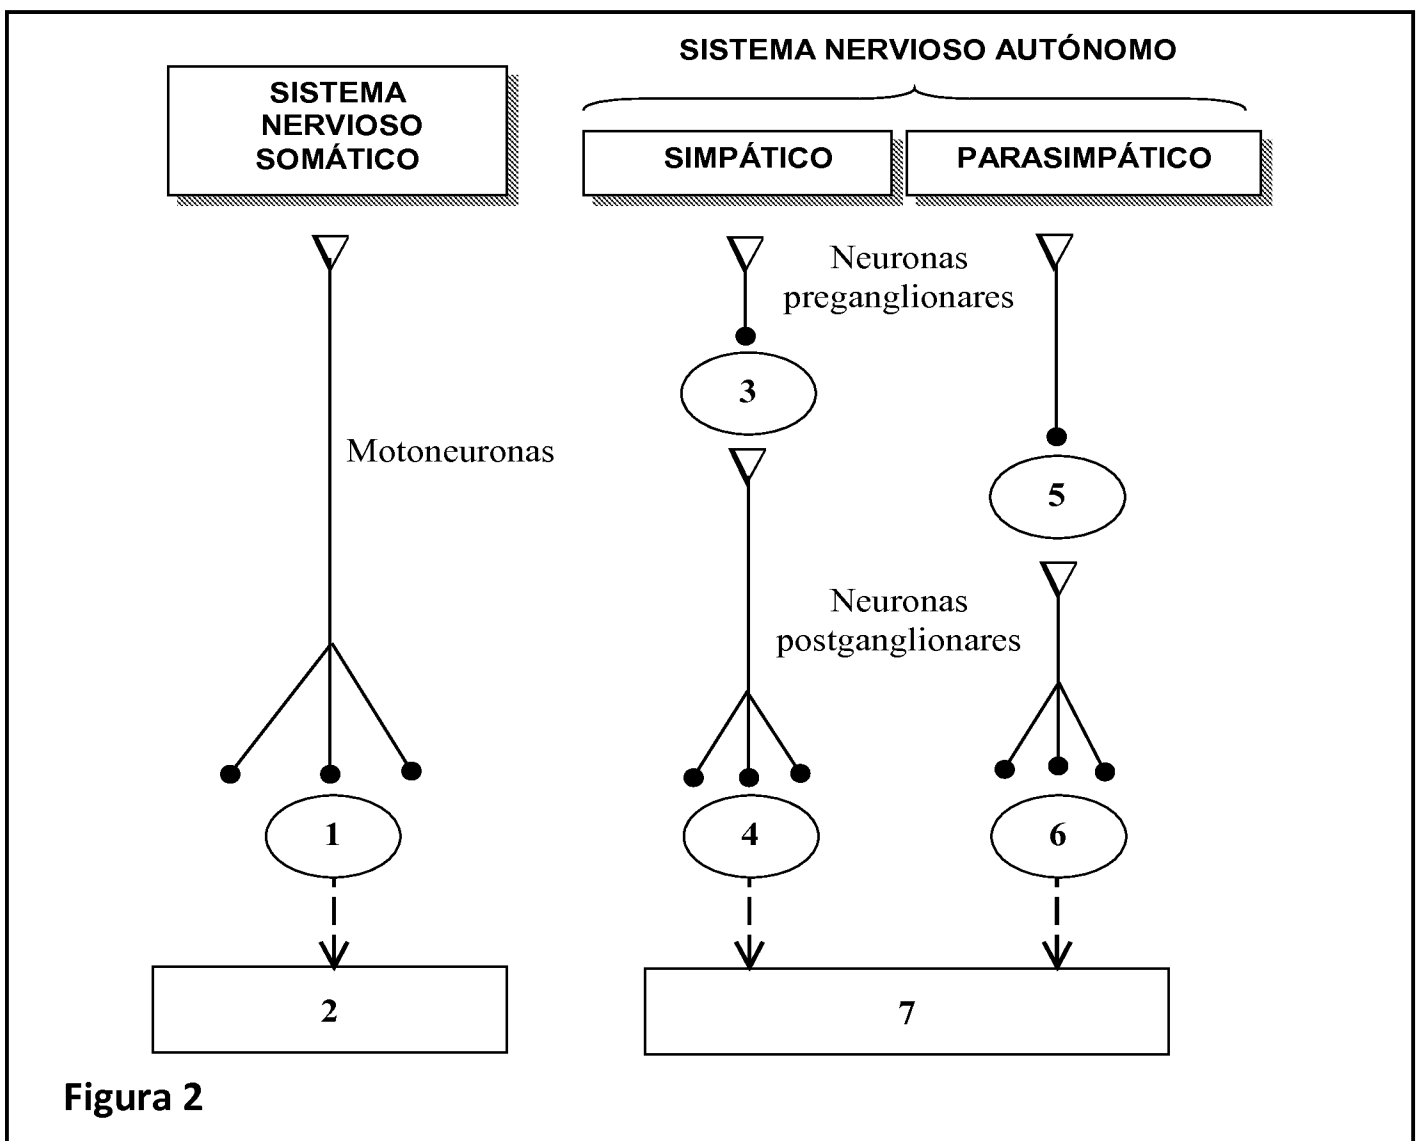 SISTEMA NERVIOSO AUTÓNOMO
SISTEMA
NERVIOSO
SOMÁTICO
SIMPÁTICO
PARASIMPÁTICO
Neuronas
preganglionares
3
Motoneuronas
5
Neuronas
postganglionares
1
4
6
2
7
Figura 2